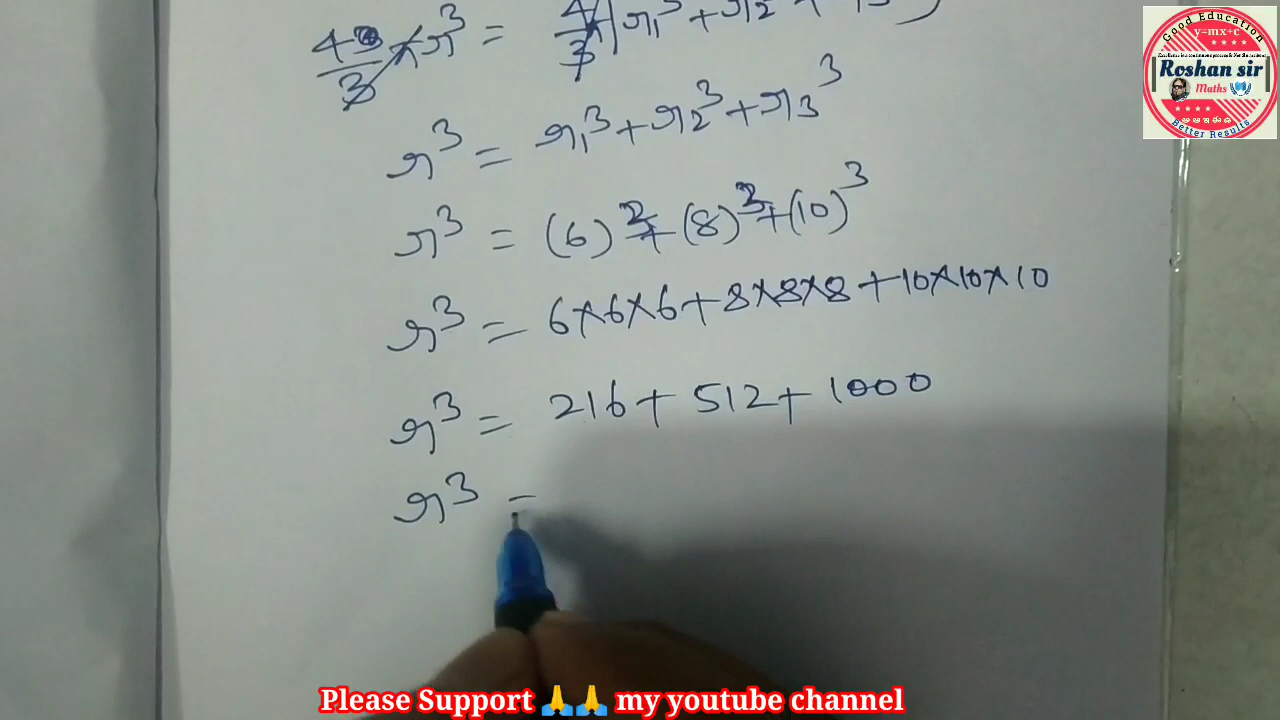 4/3 πr³ = 4/3 π(r₁³ + r₂³ +
r³ = r₁³ + r₂³ + r₃³
r³ = (6)³ + (8)³ + (10)³
r³ = 6×6×6 + 8×8×8 + 10×10×10
r³ = 216 + 512 + 1000
r³ =
Good Education
y=mx+c
Roshan sir
Maths
Better Results
Please Support 🙏🙏 my youtube channel